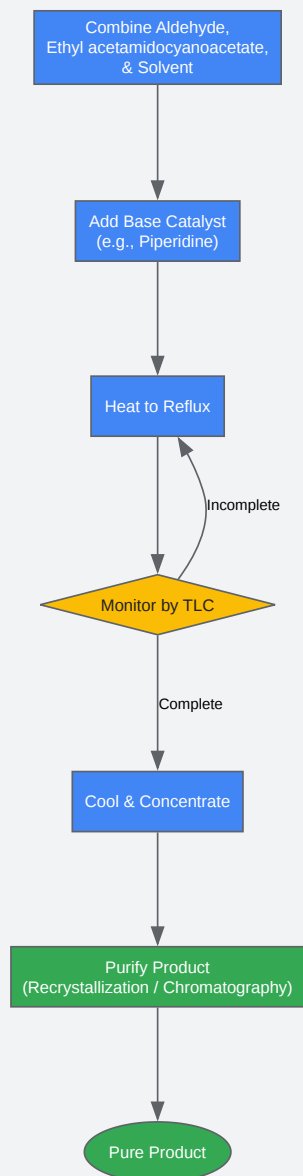 Combine Aldehyde,
Ethyl acetamidocyanoacetate,
& Solvent
Add Base Catalyst
(e.g., Piperidine)
Heat to Reflux
Incomplete
Monitor by TLC
Complete
Cool & Concentrate
Purify Product
(Recrystallization / Chromatography)
Pure Product